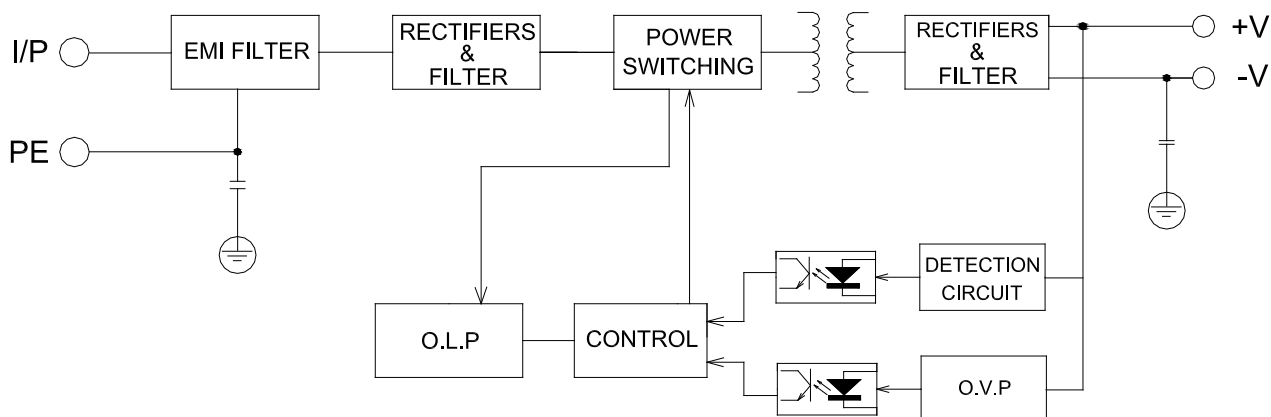 I/P
EMI FILTER
RECTIFIERS
&
FILTER
POWER
SWITCHING
RECTIFIERS
&
FILTER
+V
-V
PE
DETECTION
CIRCUIT
O.L.P
CONTROL
O.V.P